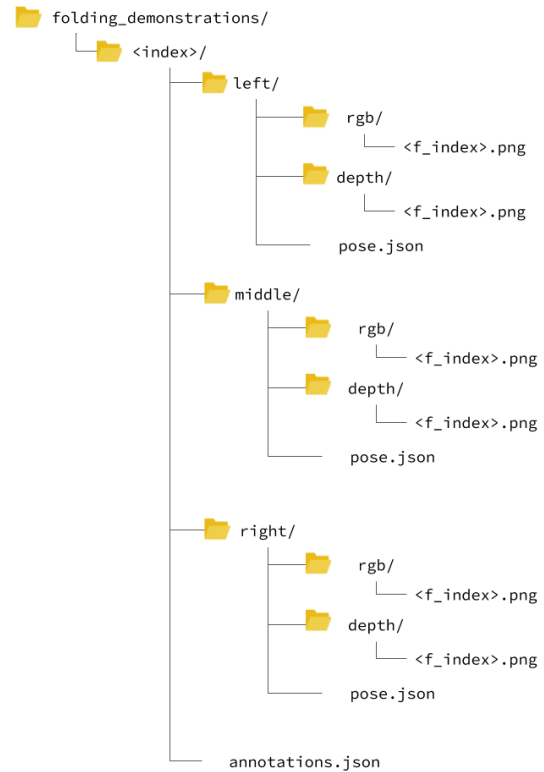 folding_demonstrations/
<index>/
left/
rgb/
<f_index>.png
depth/
<f_index>.png
pose.json
middle/
rgb/
<f_index>.png
depth/
<f_index>.png
pose.json
right/
rgb/
<f_index>.png
depth/
<f_index>.png
pose.json
annotations.json